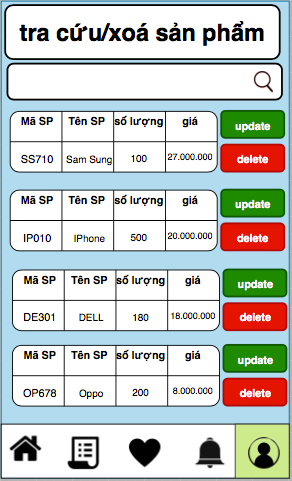 tra cứu/xoá sản phẩm
Mã SP Tên SP số lượng giá update
SS710 Sam Sung 100 27.000.000 delete
Mã SP Tên SP số lượng giá update
IP010 IPhone 500 20.000.000 delete
Mã SP Tên SP số lượng giá update
DE301 DELL 180 18.000.000 delete
Mã SP Tên SP số lượng giá update
OP678 Oppo 200 8.000.000 delete